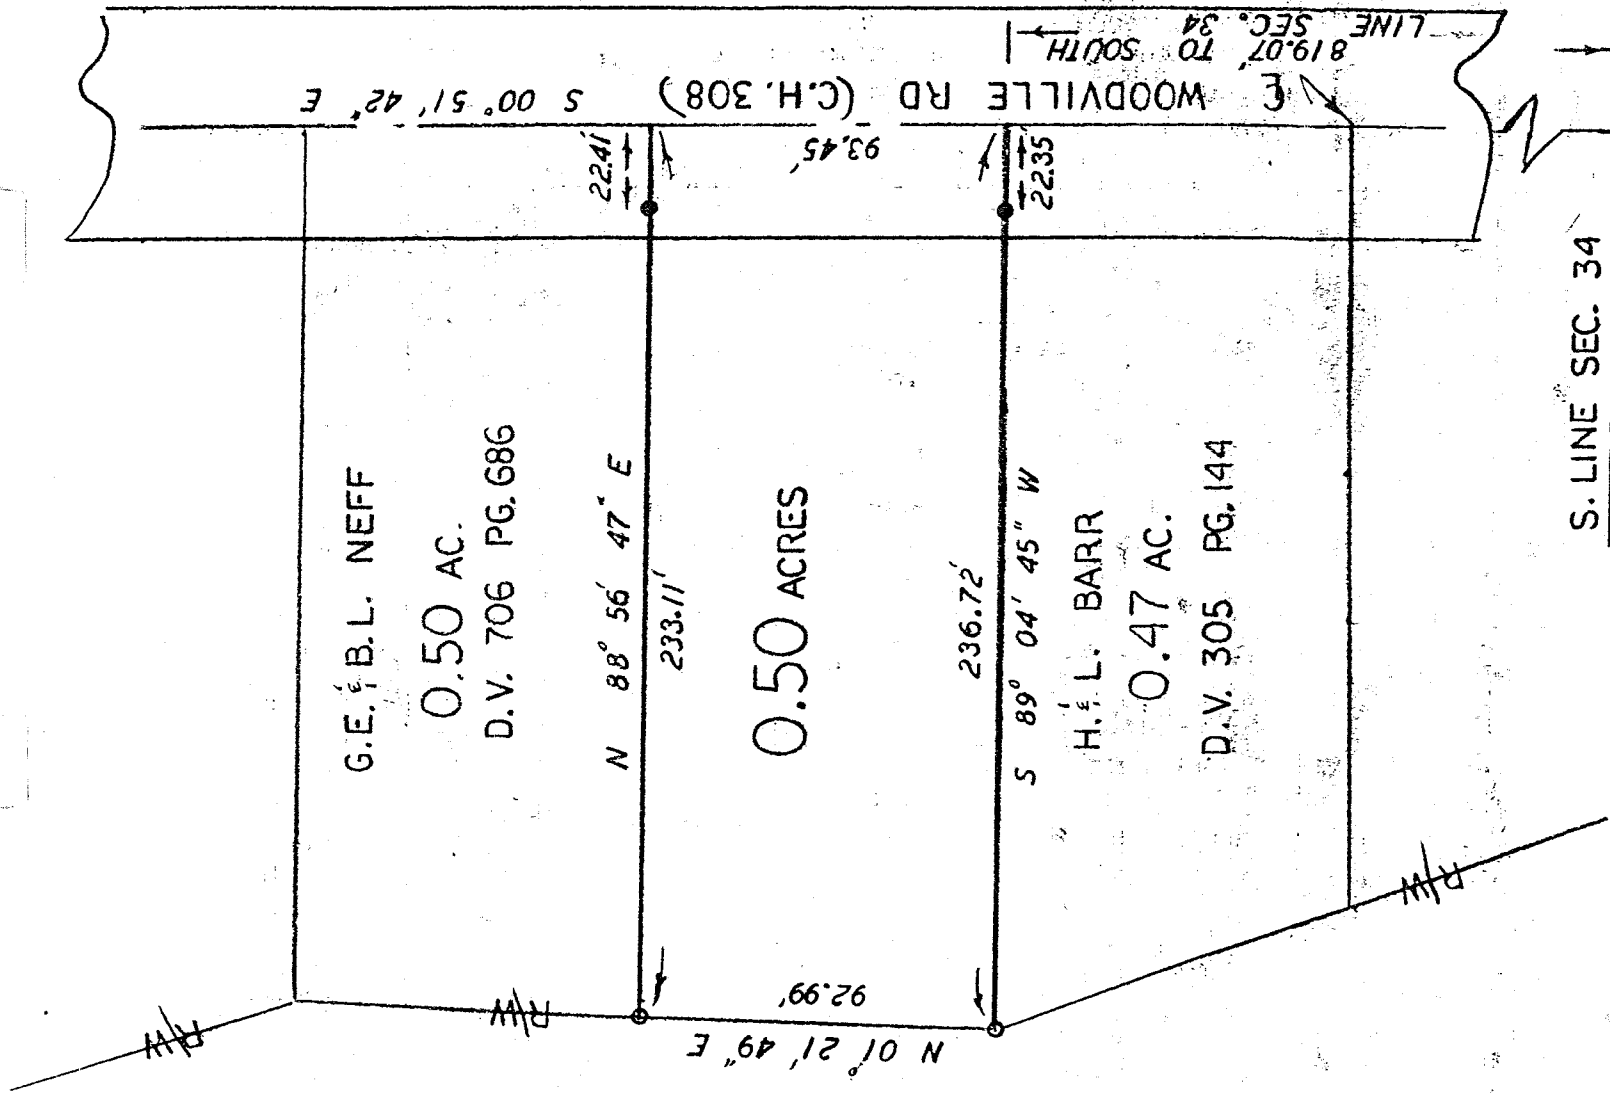 819.07' TO SOUTH
LINE SEC. 34
℄ WOODVILLE RD (C.H. 308)
S 00° 51' 42" E
22.41'
93.45'
22.35
G.E. & B.L. NEFF
0.50 AC.
D.V. 706 PG. 686
N 88° 56' 47" E
233.11'
0.50 ACRES
236.72'
S 89° 04' 45" W
H. & L. BARR
0.47 AC.
D.V. 305 PG. 144
S. LINE SEC. 34
R/W
R/W
R/W
92.99'
N 01° 21' 49" E